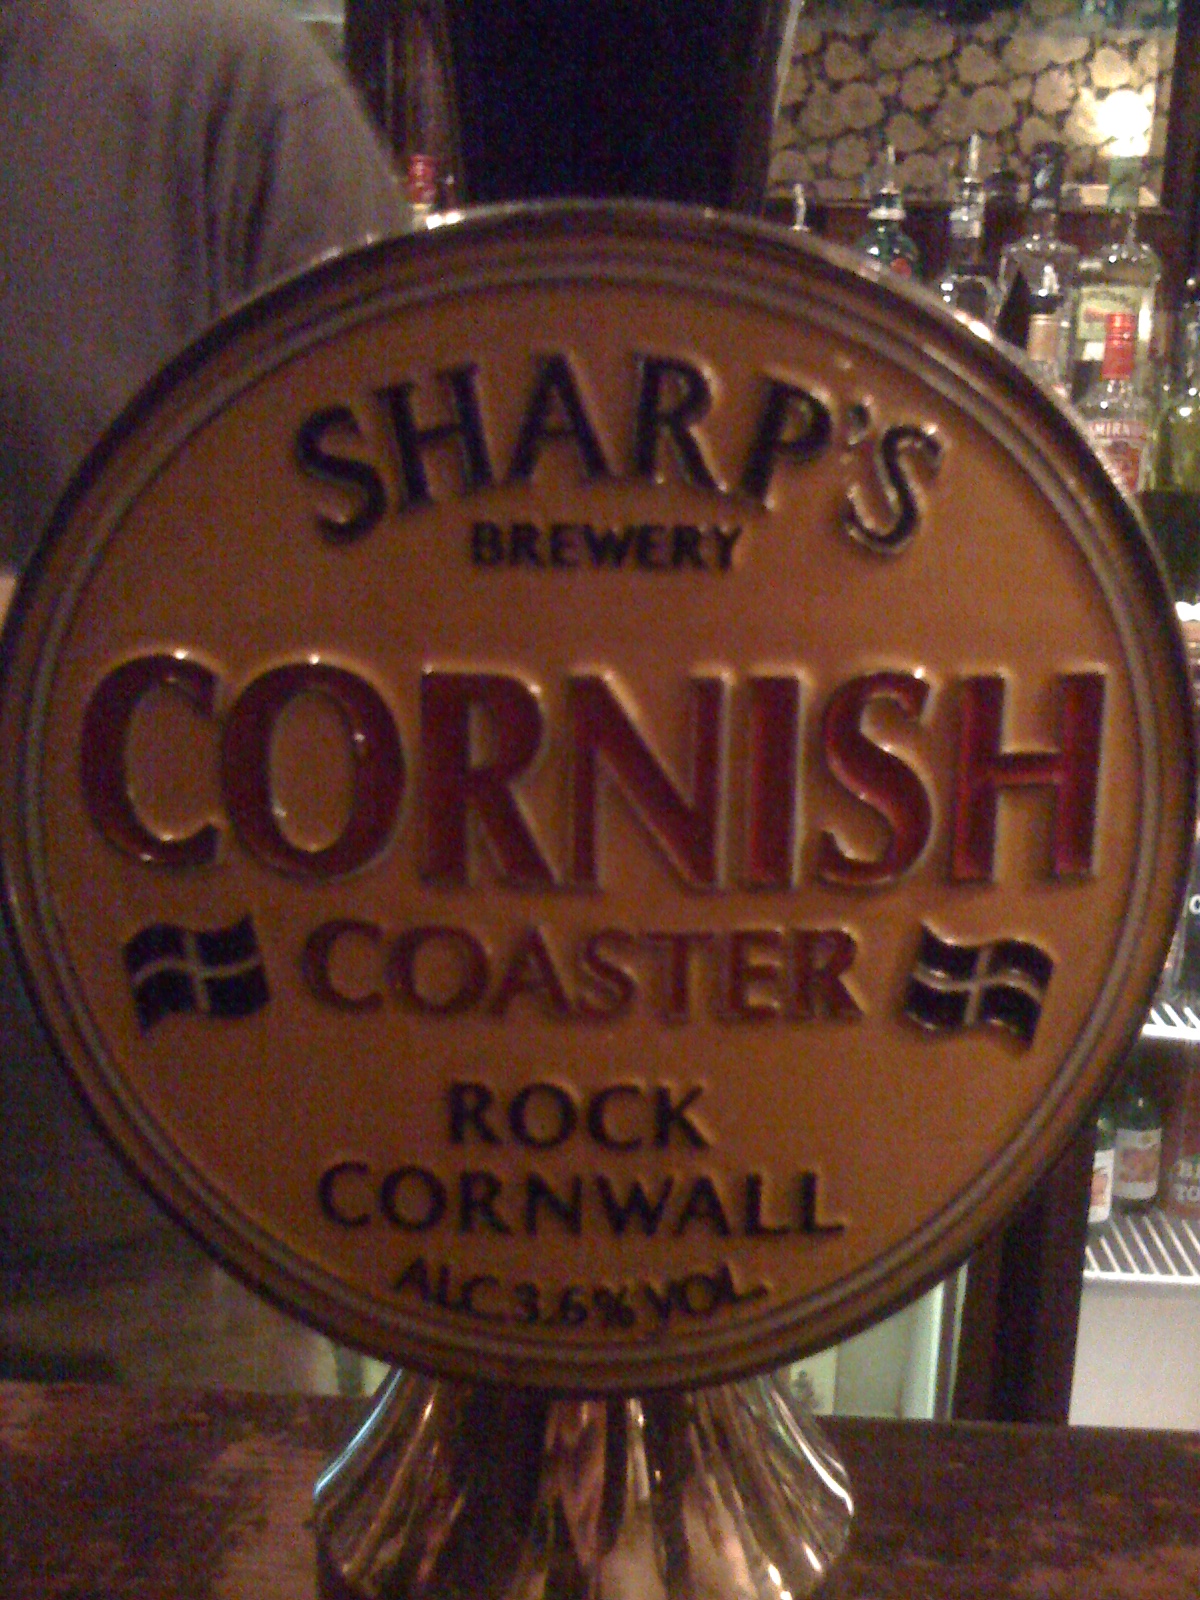 SHARP'S
BREWERY
CORNISH
COASTER
ROCK
CORNWALL
ALC 3.6% VOL